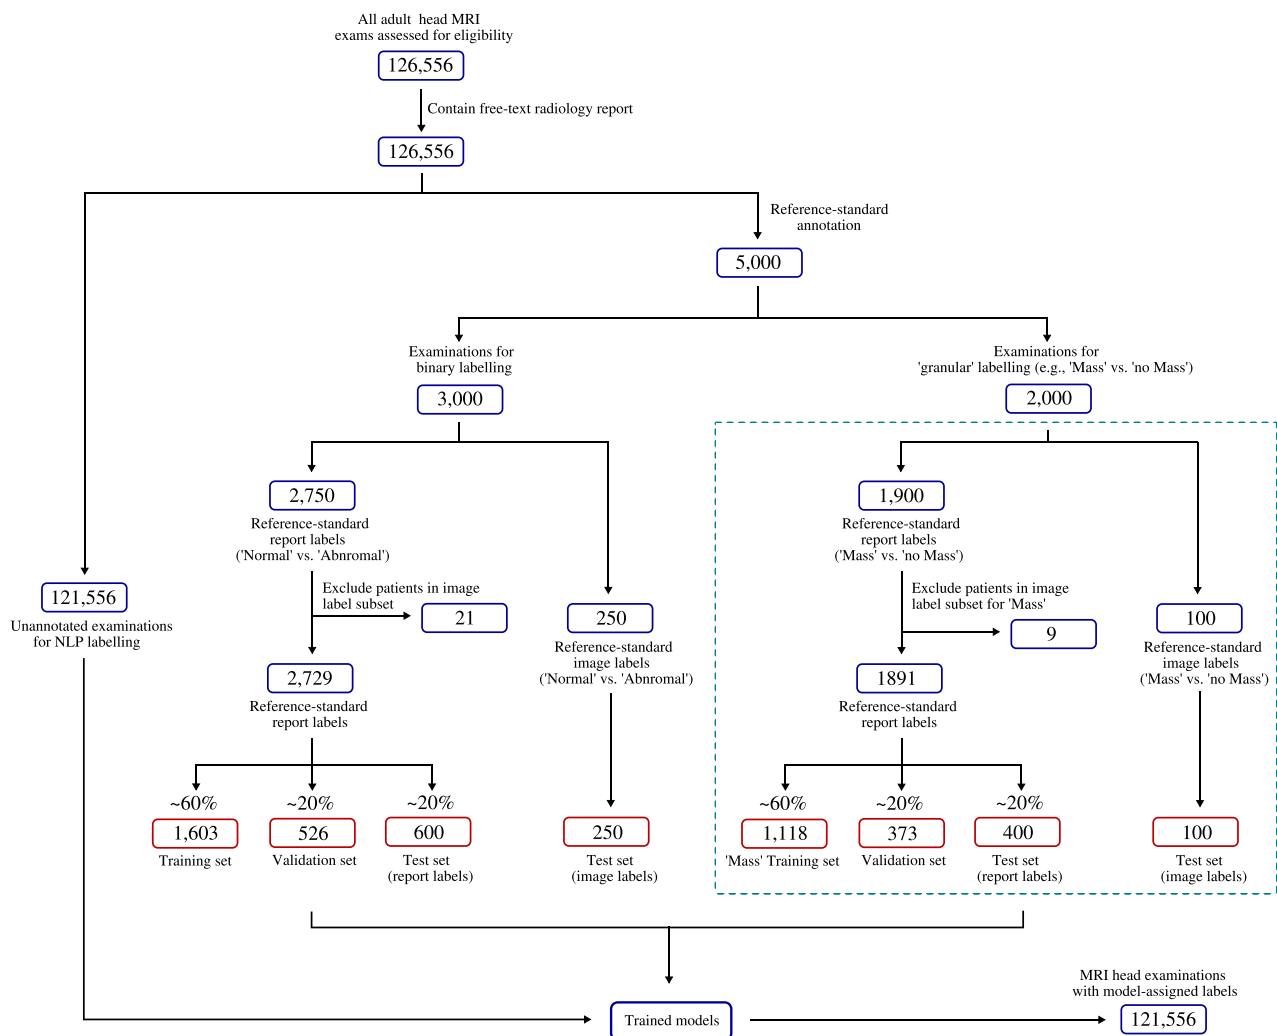 All adult head MRI
exams assessed for eligibility
126,556
Contain free-text radiology report
126,556
Reference-standard
annotation
5,000
Examinations for
binary labelling
3,000
Examinations for
'granular' labelling (e.g., 'Mass' vs. 'no Mass')
2,000
2,750
Reference-standard
report labels
('Normal' vs. 'Abnromal')
Exclude patients in image
label subset
21
2,729
Reference-standard
report labels
250
Reference-standard
image labels
('Normal' vs. 'Abnromal')
1,900
Reference-standard
report labels
('Mass' vs. 'no Mass')
Exclude patients in image
label subset for 'Mass'
9
1891
Reference-standard
report labels
100
Reference-standard
image labels
('Mass' vs. 'no Mass')
121,556
Unannotated examinations
for NLP labelling
~60%
1,603
Training set
~20%
526
Validation set
~20%
600
Test set
(report labels)
250
Test set
(image labels)
~60%
1,118
'Mass' Training set
~20%
373
Validation set
~20%
400
Test set
(report labels)
100
Test set
(image labels)
Trained models
MRI head examinations
with model-assigned labels
121,556